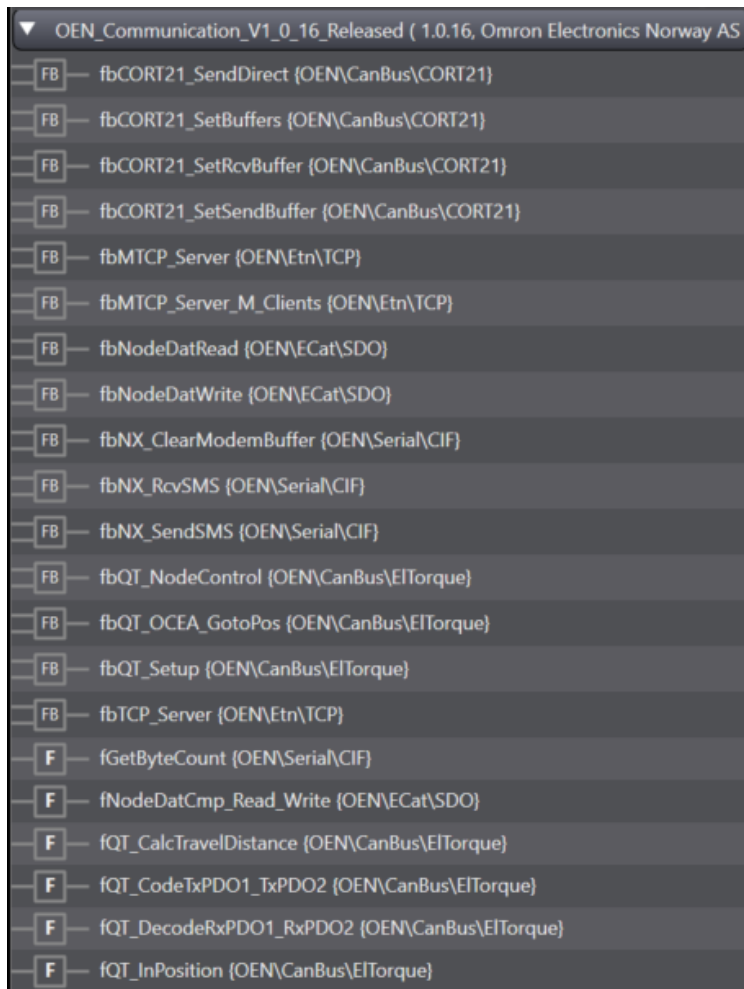 OEN_Communication_V1_0_16_Released ( 1.0.16, Omron Electronics Norway AS
FB fbCORT21_SendDirect {OEN\CanBus\CORT21}
FB fbCORT21_SetBuffers {OEN\CanBus\CORT21}
FB fbCORT21_SetRcvBuffer {OEN\CanBus\CORT21}
FB fbCORT21_SetSendBuffer {OEN\CanBus\CORT21}
FB fbMTCP_Server {OEN\Etn\TCP}
FB fbMTCP_Server_M_Clients {OEN\Etn\TCP}
FB fbNodeDatRead {OEN\ECat\SDO}
FB fbNodeDatWrite {OEN\ECat\SDO}
FB fbNX_ClearModemBuffer {OEN\Serial\CIF}
FB fbNX_RcvSMS {OEN\Serial\CIF}
FB fbNX_SendSMS {OEN\Serial\CIF}
FB fbQT_NodeControl {OEN\CanBus\ElTorque}
FB fbQT_OCEA_GotoPos {OEN\CanBus\ElTorque}
FB fbQT_Setup {OEN\CanBus\ElTorque}
FB fbTCP_Server {OEN\Etn\TCP}
F fGetByteCount {OEN\Serial\CIF}
F fNodeDatCmp_Read_Write {OEN\ECat\SDO}
F fQT_CalcTravelDistance {OEN\CanBus\ElTorque}
F fQT_CodeTxPDO1_TxPDO2 {OEN\CanBus\ElTorque}
F fQT_DecodeRxPDO1_RxPDO2 {OEN\CanBus\ElTorque}
F fQT_InPosition {OEN\CanBus\ElTorque}